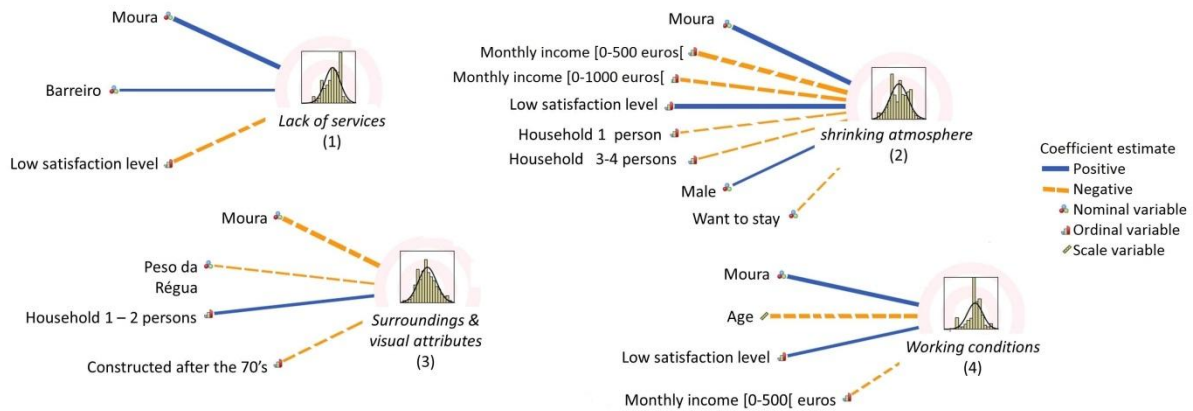 Moura
Barreiro
Low satisfaction level
Lack of services
(1)
Moura
Monthly income [0-500 euros[
Monthly income [0-1000 euros[
Low satisfaction level
Household 1 person
Household 3-4 persons
Male
Want to stay
shrinking atmosphere
(2)
Coefficient estimate
Positive
Negative
Nominal variable
Ordinal variable
Scale variable
Moura
Peso da
Régua
Household 1 – 2 persons
Constructed after the 70's
Surroundings &
visual attributes
(3)
Moura
Age
Low satisfaction level
Monthly income [0-500[ euros
Working conditions
(4)